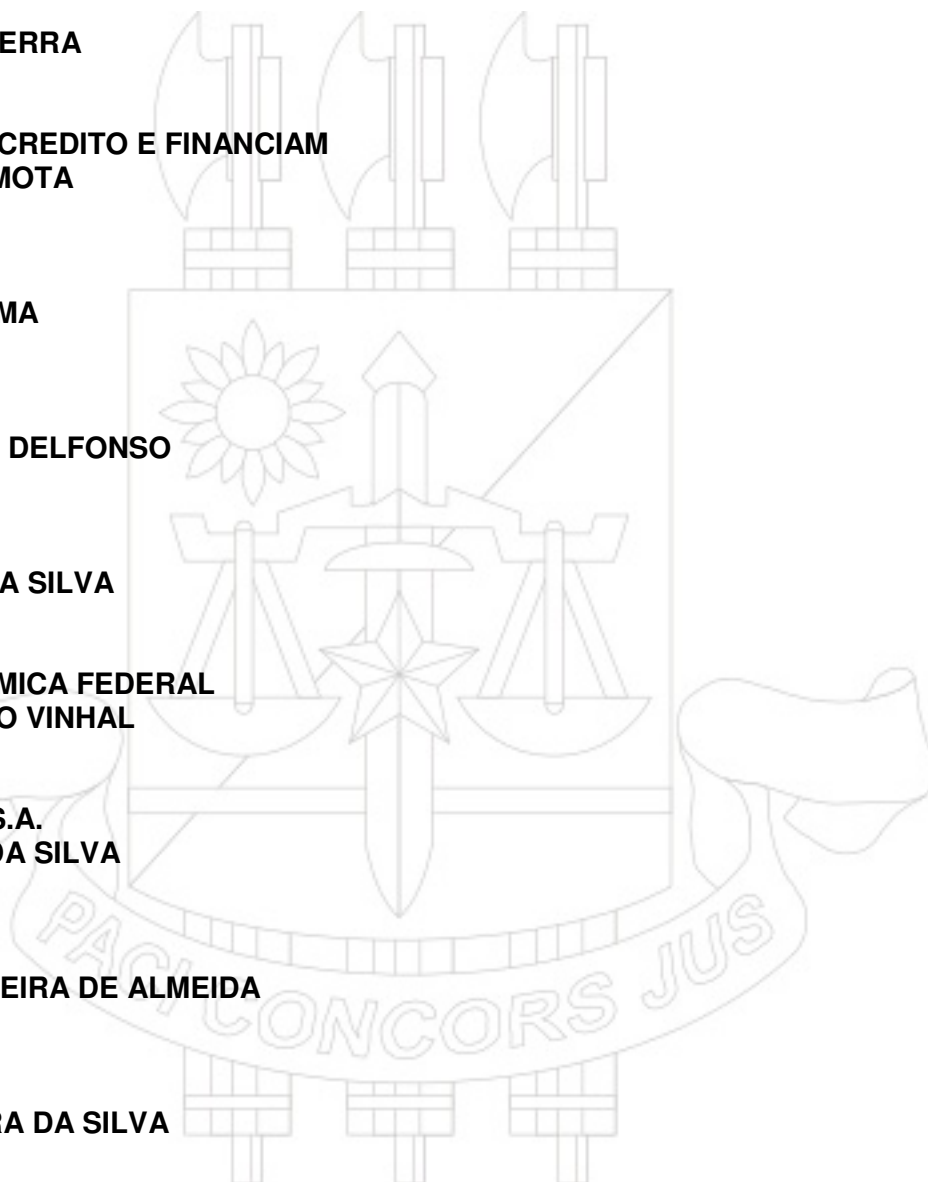 ERRA
CREDITO E FINANCIAM
MOTA
MA
DELFONSO
A SILVA
MICA FEDERAL
O VINHAL
S.A.
DA SILVA
EIRA DE ALMEIDA
PACI CONCORS JUS
RA DA SILVA